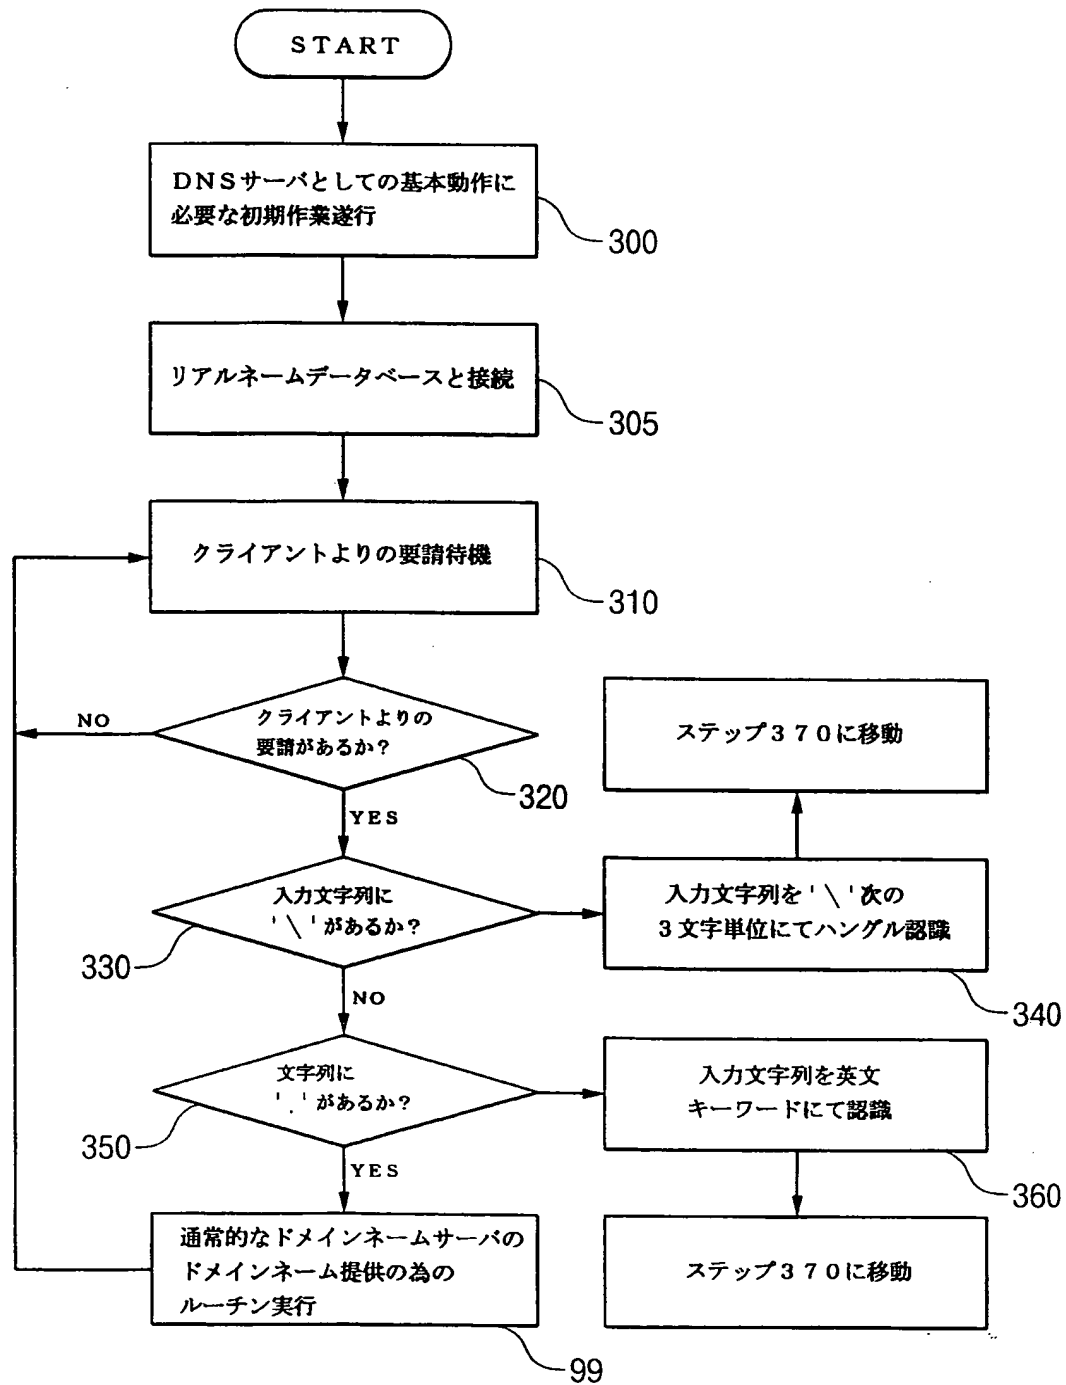 START
DNSサーバとしての基本動作に
必要な初期作業遂行
300
リアルネームデータベースと接続
305
クライアントよりの要請待機
310
クライアントよりの
要請があるか？
NO
320
YES
ステップ３７０に移動
入力文字列に
'＼'があるか？
330
入力文字列を'＼'次の
３文字単位にてハングル認識
340
NO
文字列に
'.'があるか？
350
入力文字列を英文
キーワードにて認識
360
YES
通常的なドメインネームサーバの
ドメインネーム提供の為の
ルーチン実行
99
ステップ３７０に移動